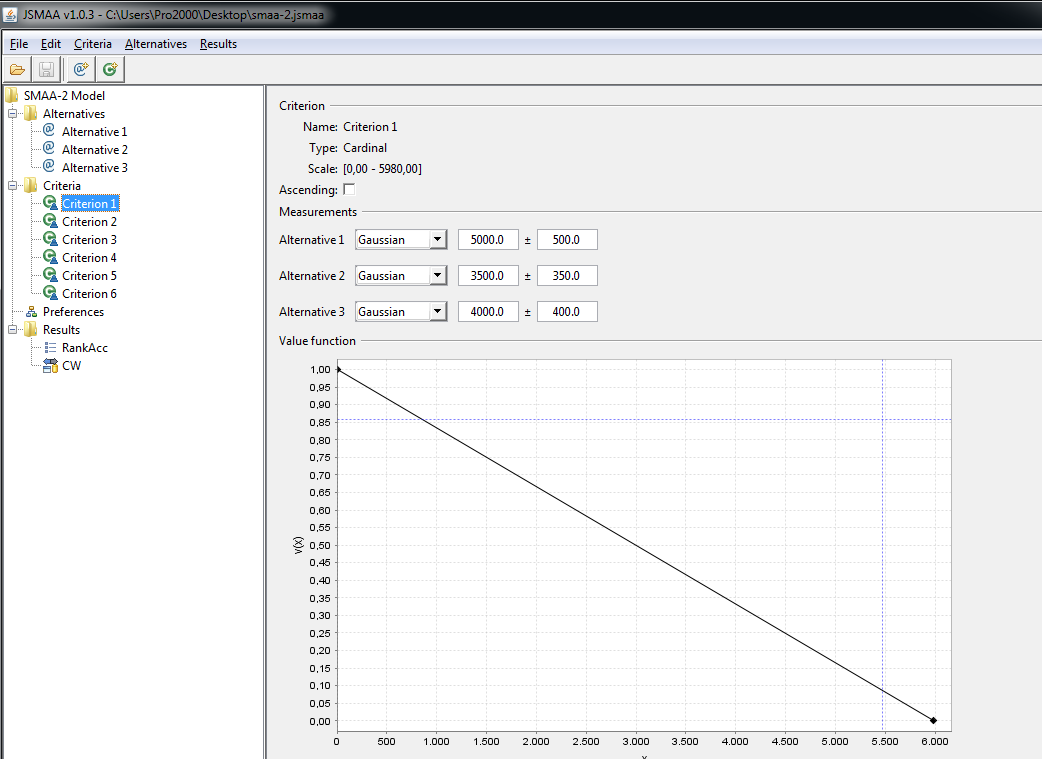 JSMAA v1.0.3 - C:\Users\Pro2000\Desktop\smaa-2.jsmaa
File Edit Criteria Alternatives Results
SMAA-2 Model
Alternatives
Alternative 1
Alternative 2
Alternative 3
Criteria
Criterion 1
Criterion 2
Criterion 3
Criterion 4
Criterion 5
Criterion 6
Preferences
Results
RankAcc
CW
Criterion
Name: Criterion 1
Type: Cardinal
Scale: [0,00 - 5980,00]
Ascending:
Measurements
Alternative 1 Gaussian 5000.0 ± 500.0
Alternative 2 Gaussian 3500.0 ± 350.0
Alternative 3 Gaussian 4000.0 ± 400.0
Value function
1,00
0,95
0,90
0,85
0,80
0,75
0,70
0,65
0,60
0,55
0,50
0,45
0,40
0,35
0,30
0,25
0,20
0,15
0,10
0,05
0,00
v(x)
0 500 1.000 1.500 2.000 2.500 3.000 3.500 4.000 4.500 5.000 5.500 6.000